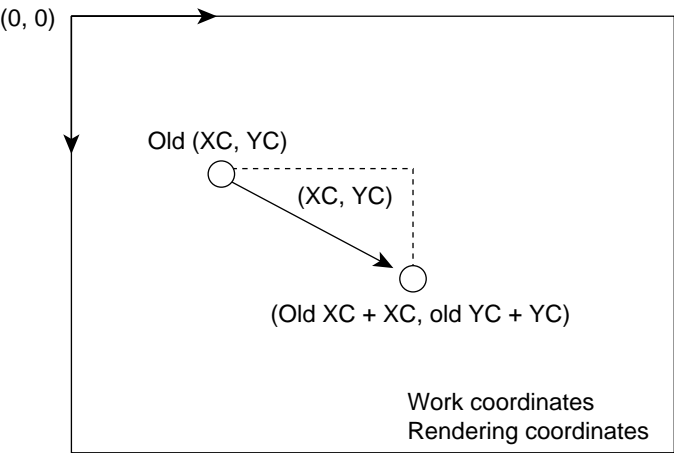 (0, 0)
Old (XC, YC)
(XC, YC)
(Old XC + XC, old YC + YC)
Work coordinates
Rendering coordinates